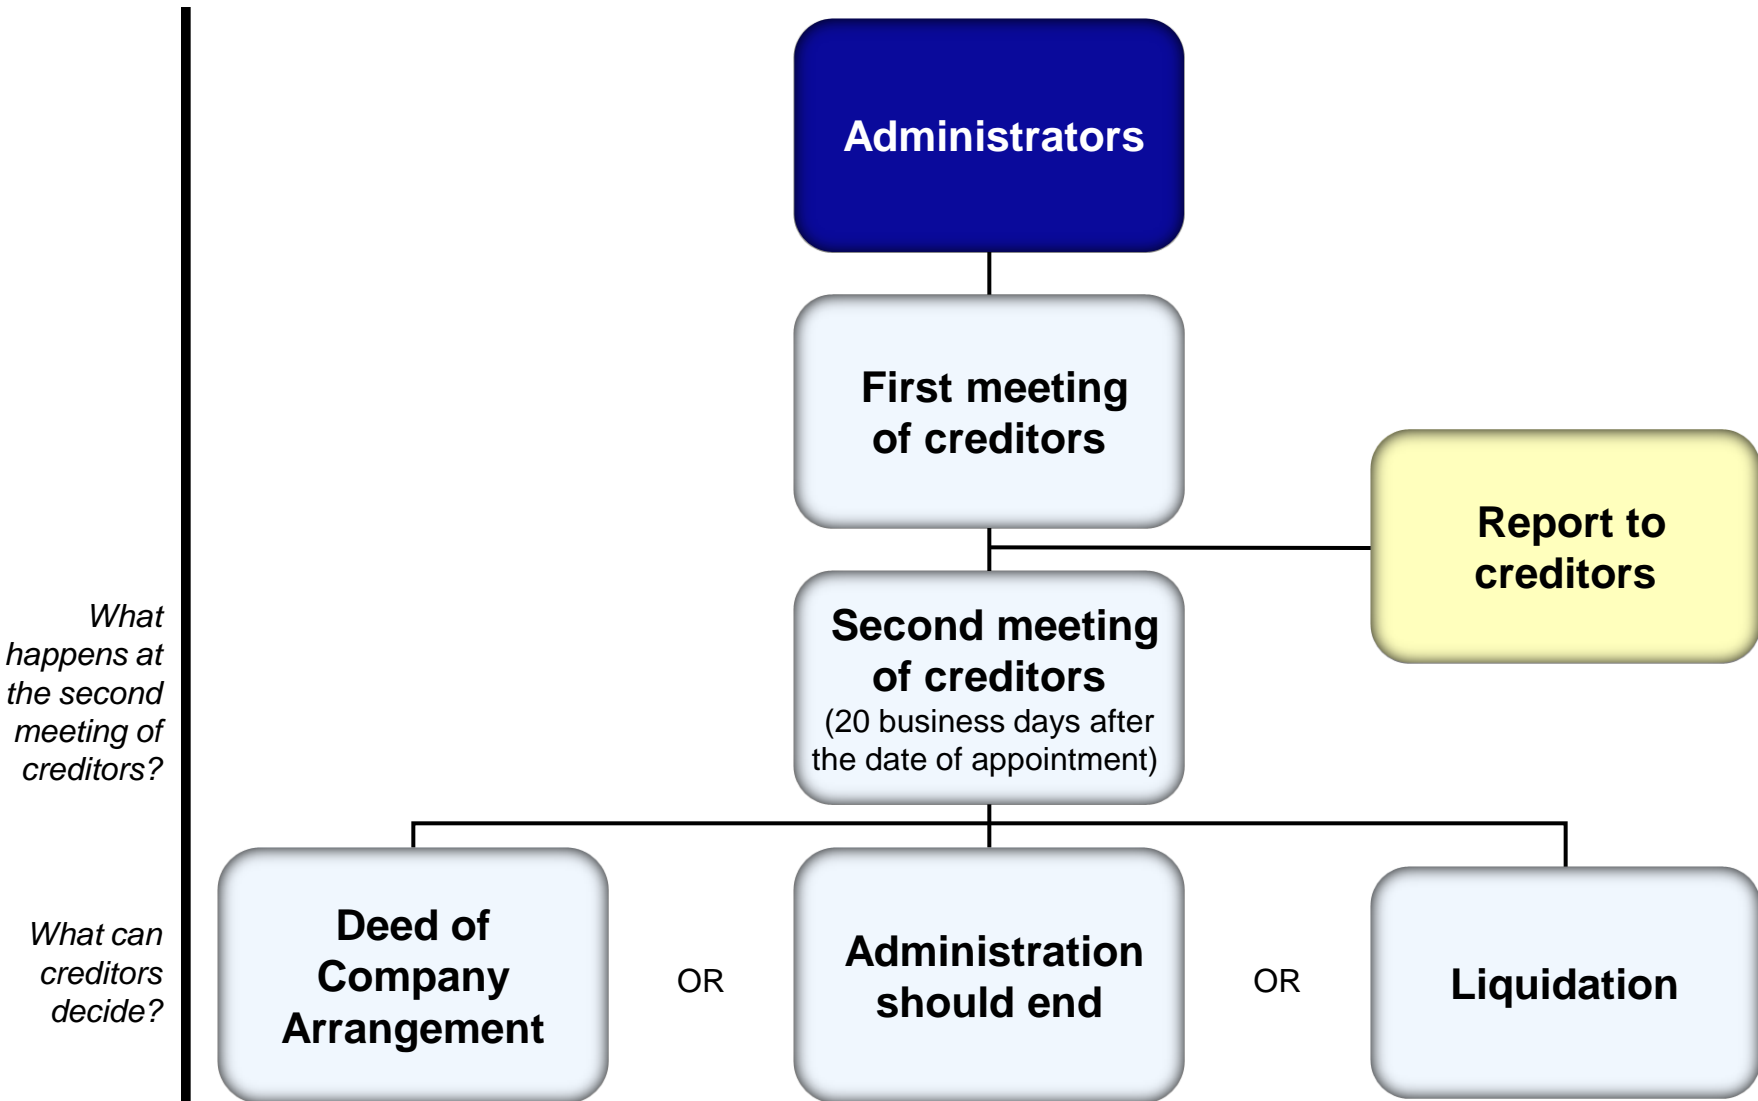 Administrators
First meeting
of creditors
Report to
creditors
What
happens at
the second
meeting of
creditors?
Second meeting
of creditors
(20 business days after
the date of appointment)
What can
creditors
decide?
Deed of
Company
Arrangement
OR
Administration
should end
OR
Liquidation